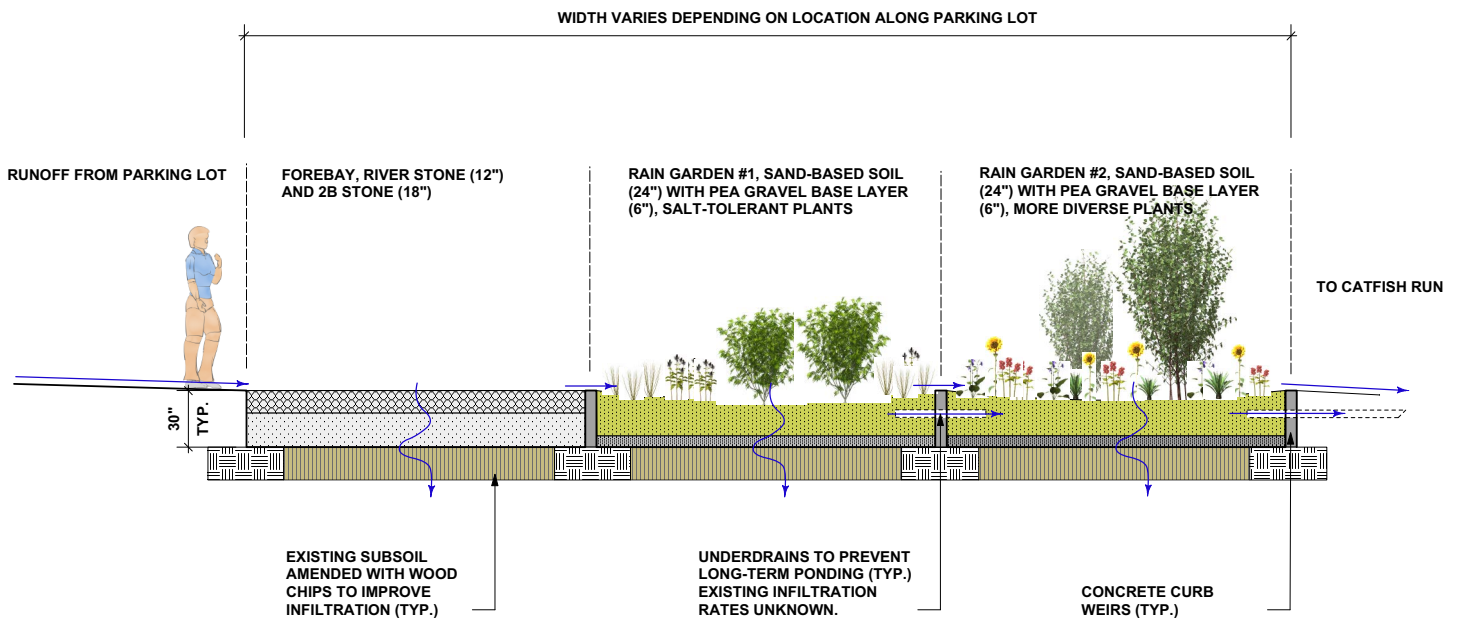 WIDTH VARIES DEPENDING ON LOCATION ALONG PARKING LOT
RUNOFF FROM PARKING LOT
FOREBAY, RIVER STONE (12")
AND 2B STONE (18")
RAIN GARDEN #1, SAND-BASED SOIL
(24") WITH PEA GRAVEL BASE LAYER
(6"), SALT-TOLERANT PLANTS
RAIN GARDEN #2, SAND-BASED SOIL
(24") WITH PEA GRAVEL BASE LAYER
(6"), MORE DIVERSE PLANTS
TO CATFISH RUN
30"
TYP.
EXISTING SUBSOIL
AMENDED WITH WOOD
CHIPS TO IMPROVE
INFILTRATION (TYP.)
UNDERDRAINS TO PREVENT
LONG-TERM PONDING (TYP.)
EXISTING INFILTRATION
RATES UNKNOWN.
CONCRETE CURB
WEIRS (TYP.)